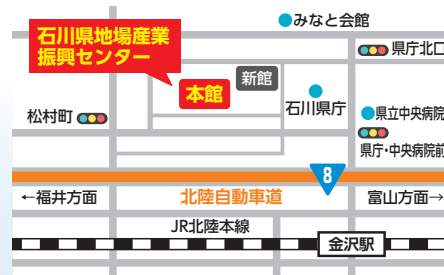 みなと会館
石川県地場産業
振興センター
県庁北口
新館
本館
石川県庁
県立中央病院
松村町
県庁・中央病院前
8
←福井方面
北陸自動車道
富山方面→
JR北陸本線
金沢駅